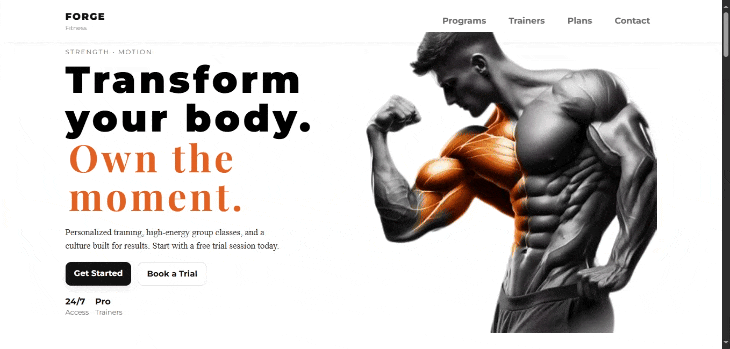 FORGE
Fitness
Programs
Trainers
Plans
Contact
STRENGTH · MOTION
Transform
your body.
Own the
moment.
Personalized training, high-energy group classes, and a
culture built for results. Start with a free trial session today.
Get Started
Book a Trial
24/7
Access
Pro
Trainers